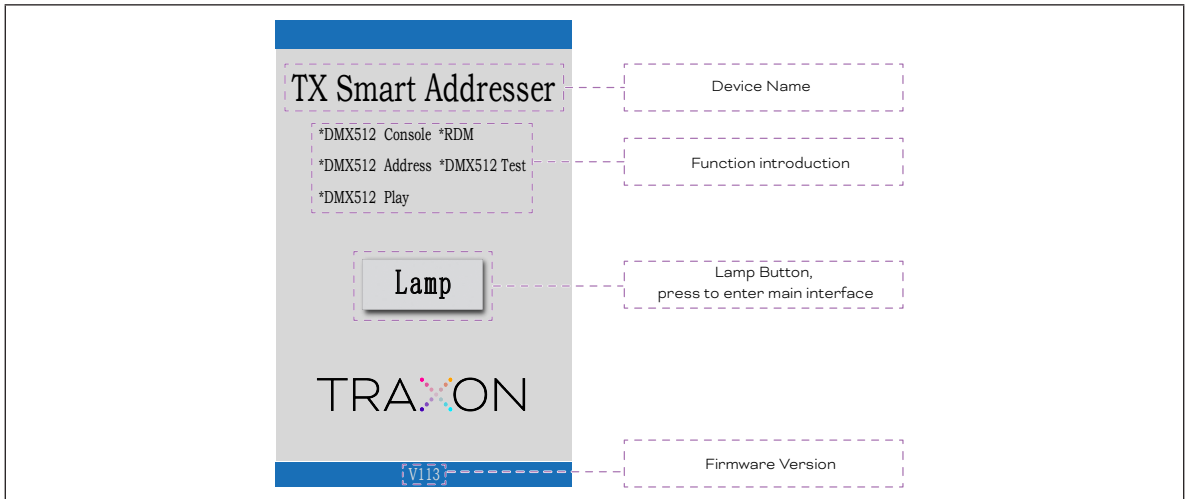 TX Smart Addresser
Device Name
*DMX512 Console *RDM
*DMX512 Address *DMX512 Test
*DMX512 Play
Function introduction
Lamp
Lamp Button,
press to enter main interface
TRAXON
V113
Firmware Version